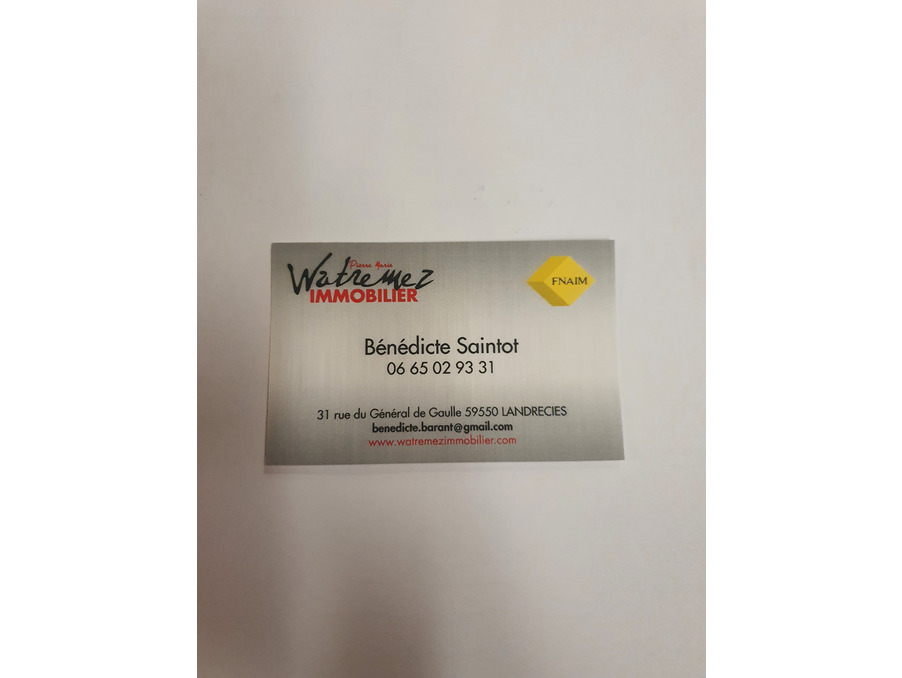 Pierre Marie
Watremez
IMMOBILIER
FNAIM
Bénédicte Saintot
06 65 02 93 31
31 rue du Général de Gaulle 59550 LANDRECIES
benedicte.barant@gmail.com
www.watremezimmobilier.com